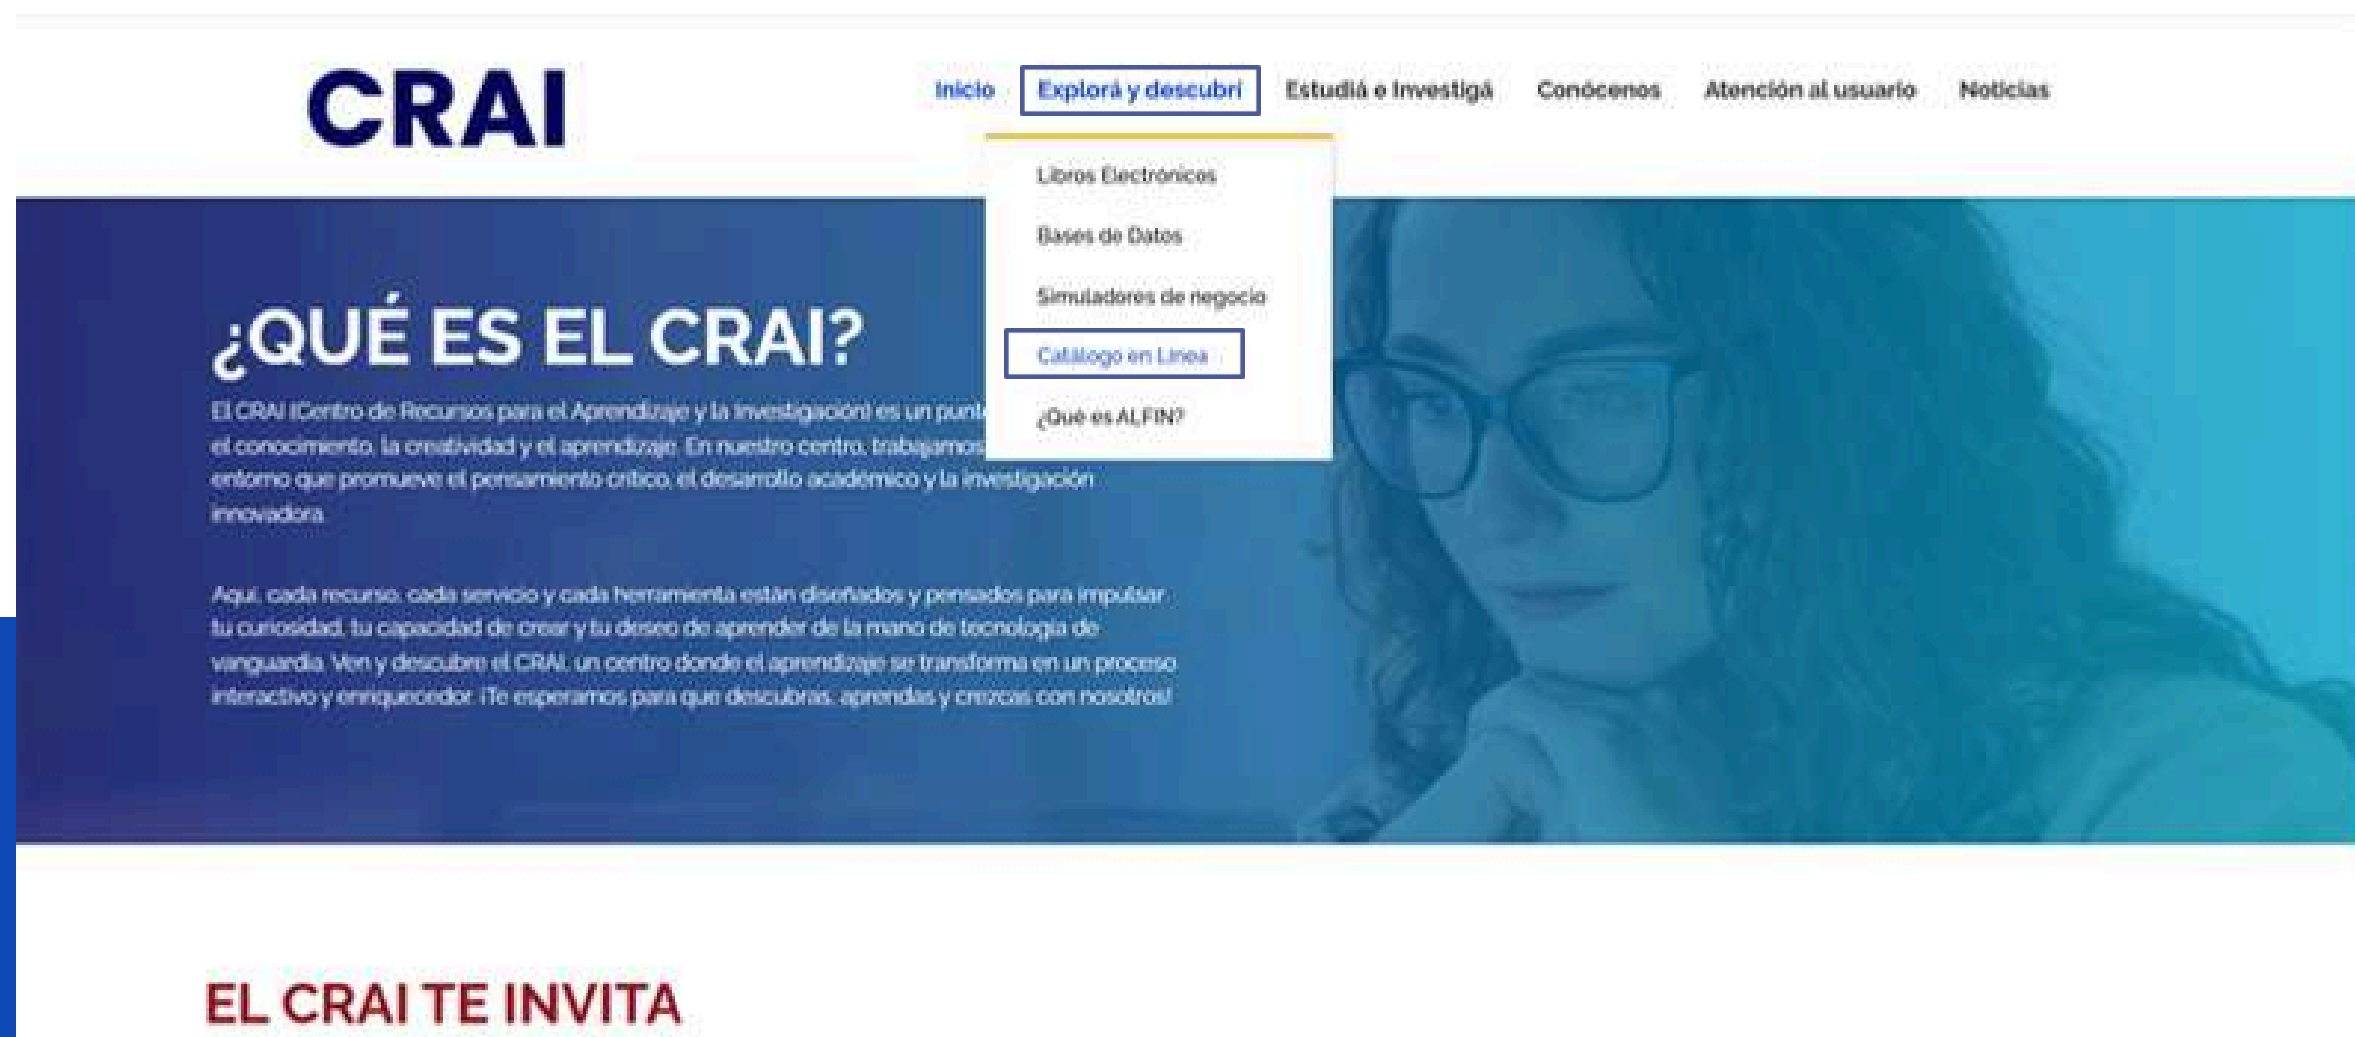 CRAI
Inicio Explorá y descubrí Estudiá e Investigá Conócenos Atención al usuario Noticias
Libros Electrónicos
Bases de Datos
Simuladores de negocio
Catálogo en Línea
¿Qué es ALFIN?
¿QUÉ ES EL CRAI?
El CRAI (Centro de Recursos para el Aprendizaje y la Investigación) es un
el conocimiento, la creatividad y el aprendizaje. En nuestro centro, trabajamos
entorno que promueve el pensamiento crítico, el desarrollo académico y la investigación
innovadora.
Aquí, cada recurso, cada servicio y cada herramienta están diseñados y pensados para impulsar
tu curiosidad, tu capacidad de crear y tu deseo de aprender de la mano de tecnología de
vanguardia. Ven y descubre el CRAI, un centro donde el aprendizaje se transforma en un proceso
interactivo y enriquecedor. ¡Te esperamos para que descubras, aprendas y crezcas con nosotros!
EL CRAI TE INVITA